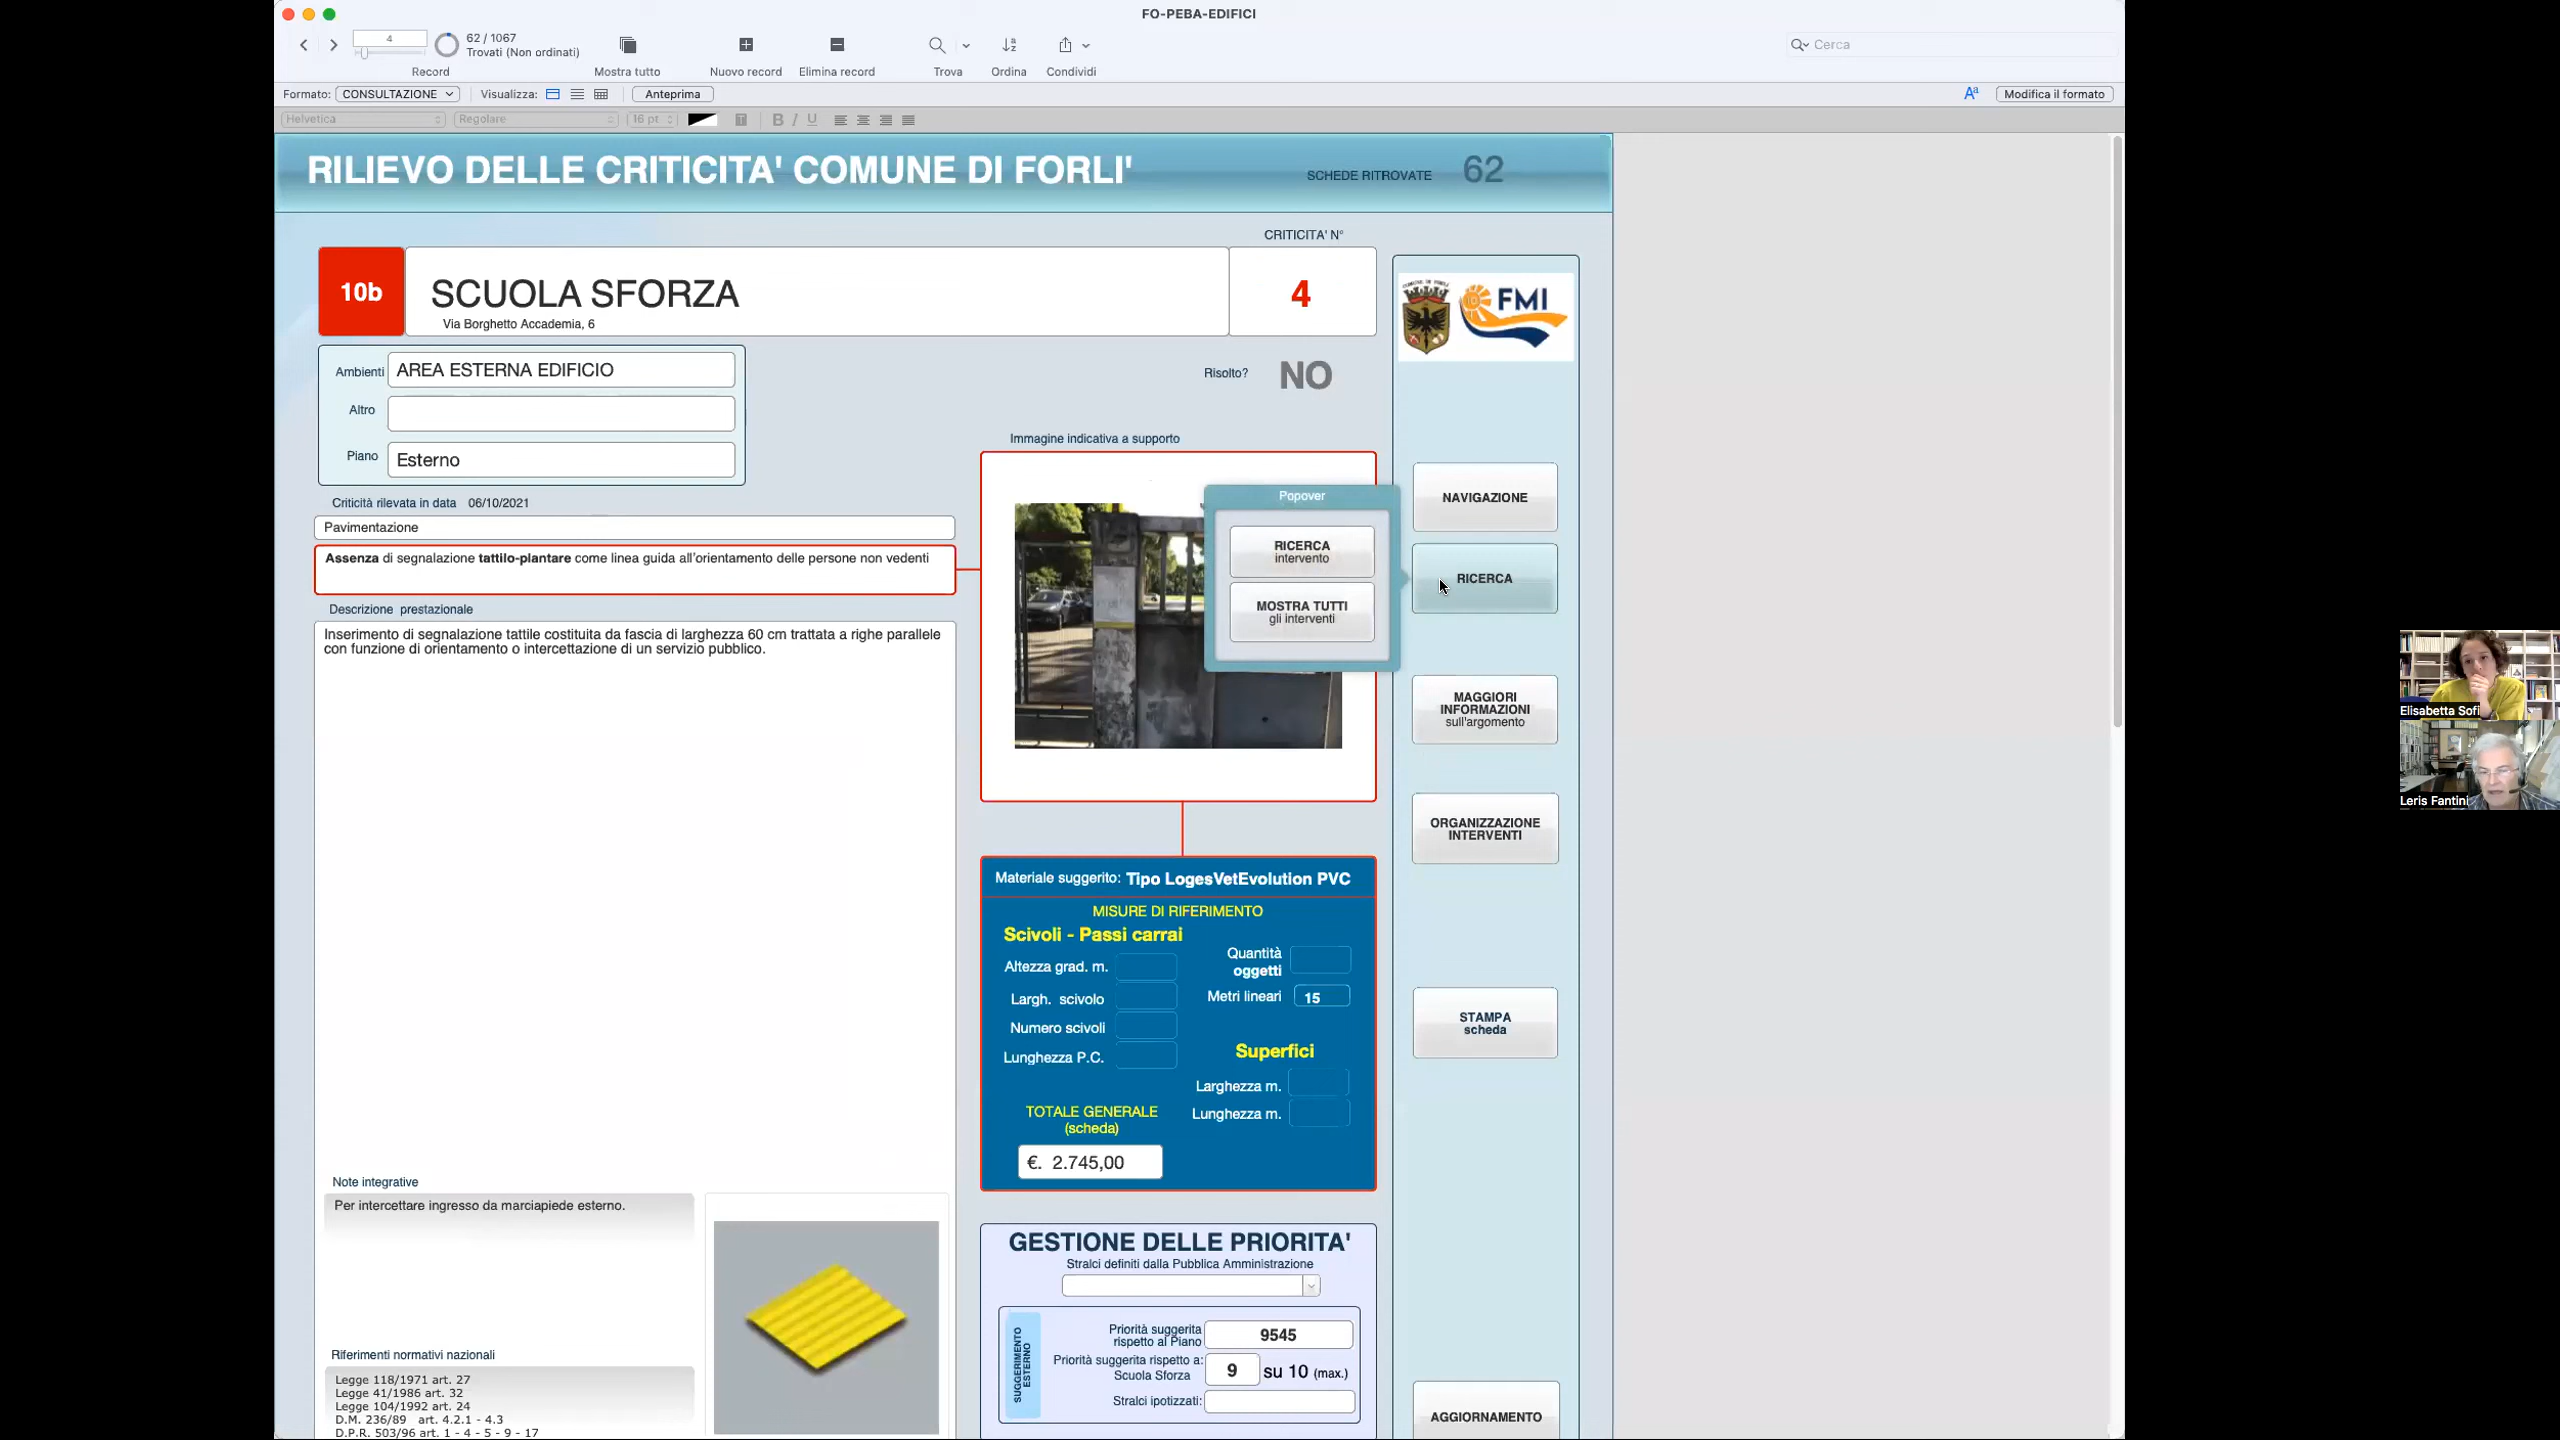 FO-PEBA-EDIFICI
4
62 / 1067
Trovati (Non ordinati)
Cerca
Record
Mostra tutto
Nuovo record
Elimina record
Trova
Ordina
Condividi
Formato: CONSULTAZIONE
Visualizza:
Anteprima
Modifica il formato
Helvetica
Regolare
16 pt
B I U
RILIEVO DELLE CRITICITA' COMUNE DI FORLI'
SCHEDE RITROVATE 62
CRITICITA' N°
10b
SCUOLA SFORZA
4
Via Borghetto Accademia, 6
FMI
Ambienti AREA ESTERNA EDIFICIO
Risolto? NO
Altro
Piano Esterno
Immagine indicativa a supporto
Criticità rilevata in data 06/10/2021
Pavimentazione
Assenza di segnalazione tattilo-plantare come linea guida all'orientamento delle persone non vedenti
Descrizione prestazionale
Inserimento di segnalazione tattile costituita da fascia di larghezza 60 cm trattata a righe parallele
con funzione di orientamento o intercettazione di un servizio pubblico.
Popover
RICERCA
intervento
MOSTRA TUTTI
gli interventi
NAVIGAZIONE
RICERCA
MAGGIORI
INFORMAZIONI
sull'argomento
ORGANIZZAZIONE
INTERVENTI
STAMPA
scheda
AGGIORNAMENTO
Materiale suggerito: Tipo LogesVetEvolution PVC
MISURE DI RIFERIMENTO
Scivoli - Passi carrai
Altezza grad. m.
Largh. scivolo
Numero scivoli
Lunghezza P.C.
Quantità
oggetti
Metri lineari 15
Superfici
Larghezza m.
Lunghezza m.
TOTALE GENERALE
(scheda)
€. 2.745,00
Note integrative
Per intercettare ingresso da marciapiede esterno.
GESTIONE DELLE PRIORITA'
Stralci definiti dalla Pubblica Amministrazione
SUGGERIMENTO
ESTERNO
Priorità suggerita
rispetto al Piano
9545
Priorità suggerita rispetto a:
Scuola Sforza
9 su 10 (max.)
Stralci ipotizzati:
Riferimenti normativi nazionali
Legge 118/1971 art. 27
Legge 41/1986 art. 32
Legge 104/1992 art. 24
D.M. 236/89 art. 4.2.1 - 4.3
D.P.R. 503/96 art. 1 - 4 - 5 - 9 - 17
Elisabetta Sofi
Leris Fantini